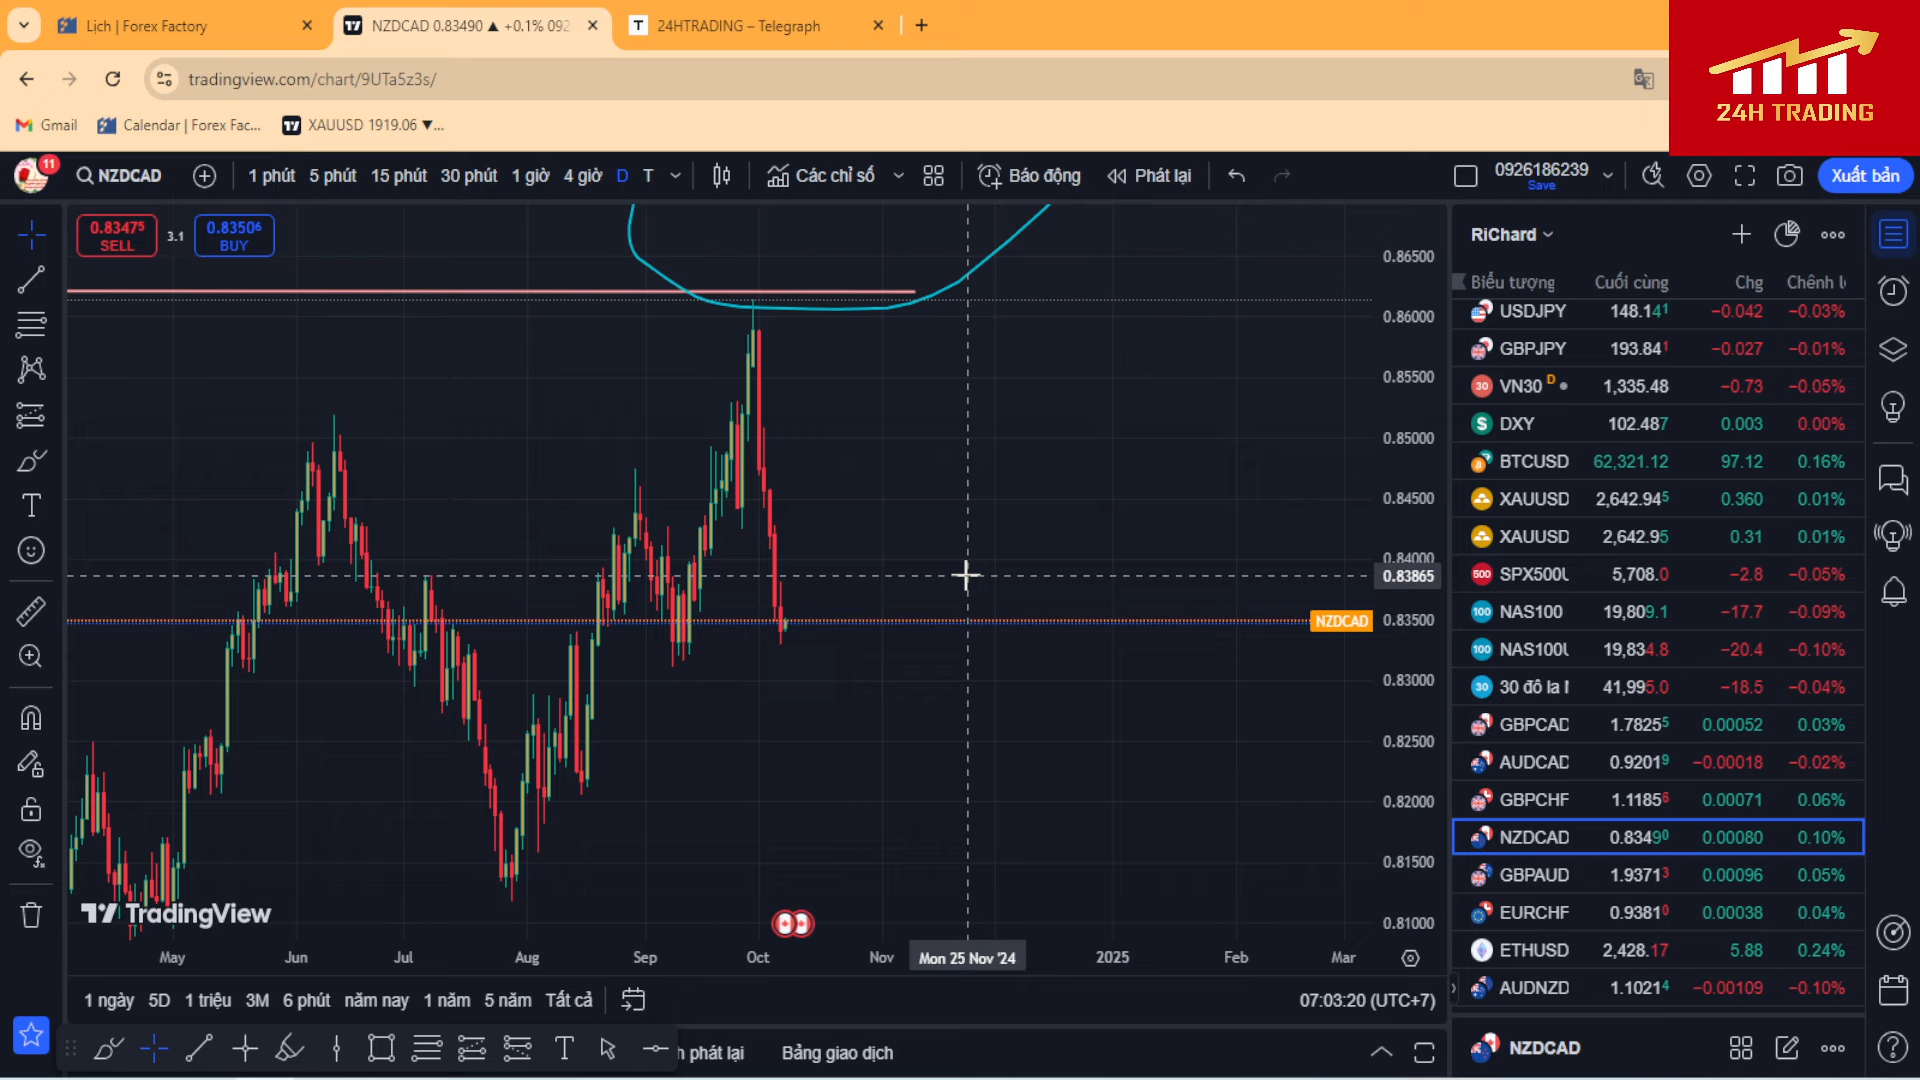 Lịch | Forex Factory
NZDCAD 0.83490 ▲ +0.1% 092
24HTRADING – Telegraph
tradingview.com/chart/9UTa5z3s/
Gmail
Calendar | Forex Fac...
XAUUSD 1919.06 ▼...
24H TRADING
11
NZDCAD
1 phút 5 phút 15 phút 30 phút 1 giờ 4 giờ D T
Các chỉ số
Báo động
Phát lại
0926186239
Save
Xuất bản
0.83475
SELL
3.1
0.83506
BUY
0.86500
0.86000
0.85500
0.85000
0.84500
0.84000
0.83865
NZDCAD 0.83500
0.83000
0.82500
0.82000
0.81500
0.81000
TradingView
May Jun Jul Aug Sep Oct Nov Mon 25 Nov '24 2025 Feb Mar
1 ngày 5D 1 triệu 3M 6 phút năm nay 1 năm 5 năm Tất cả
07:03:20 (UTC+7)
h phát lại
Bảng giao dịch
RiChard
Biểu tượng Cuối cùng Chg Chênh l
USDJPY 148.141 −0.042 −0.03%
GBPJPY 193.841 −0.027 −0.01%
30 VN30 D 1,335.48 −0.73 −0.05%
DXY 102.487 0.003 0.00%
BTCUSD 62,321.12 97.12 0.16%
XAUUSD 2,642.945 0.360 0.01%
XAUUSD 2,642.95 0.31 0.01%
500 SPX500U 5,708.0 −2.8 −0.05%
100 NAS100 19,809.1 −17.7 −0.09%
100 NAS100U 19,834.8 −20.4 −0.10%
30 30 đô la 41,995.0 −18.5 −0.04%
GBPCAD 1.78255 0.00052 0.03%
AUDCAD 0.92019 −0.00018 −0.02%
GBPCHF 1.11856 0.00071 0.06%
NZDCAD 0.83490 0.00080 0.10%
GBPAUD 1.93713 0.00096 0.05%
EURCHF 0.93810 0.00038 0.04%
ETHUSD 2,428.17 5.88 0.24%
AUDNZD 1.10214 −0.00109 −0.10%
NZDCAD